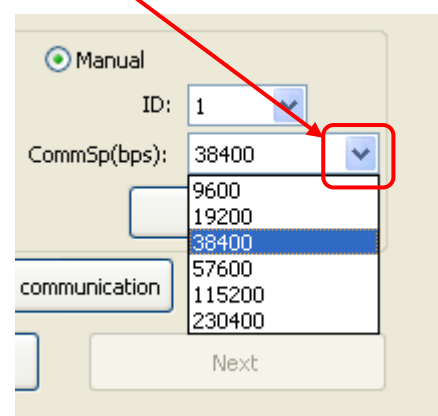 Manual
ID: 1
CommSp(bps): 38400
9600
19200
38400
57600
115200
230400
communication
Next